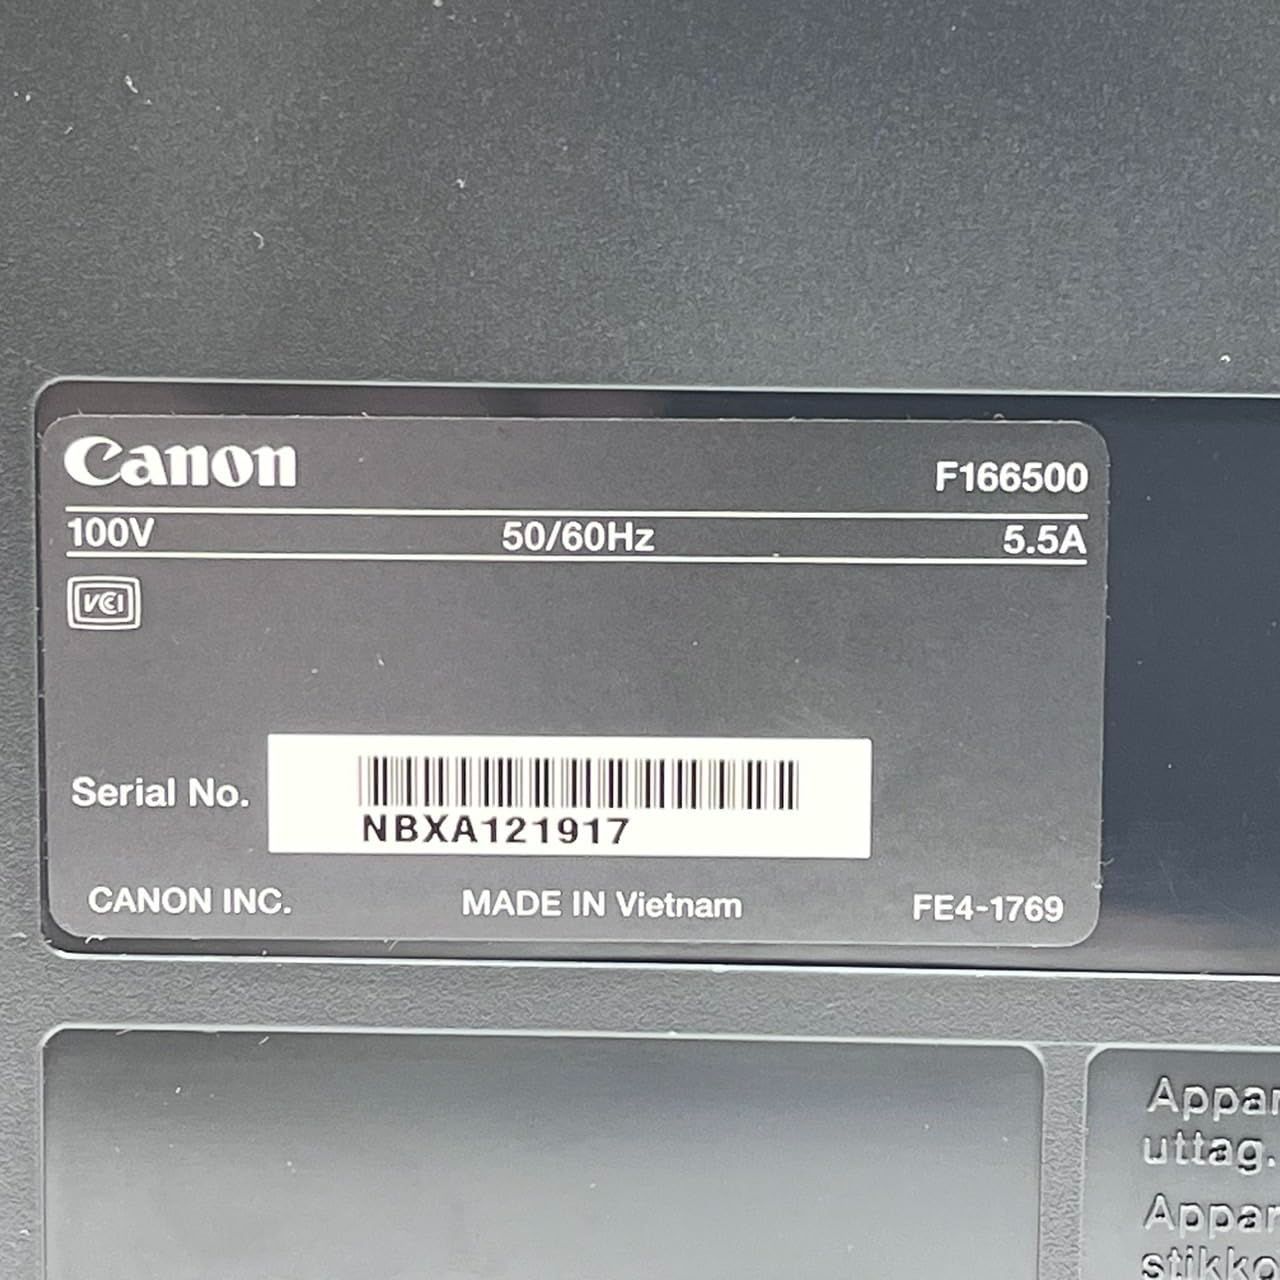 Canon F166500
100V 50/60Hz 5.5A
VCCI
Serial No. NBXA121917
CANON INC. MADE IN Vietnam FE4-1769
Appar
uttag.
Appar
stikko